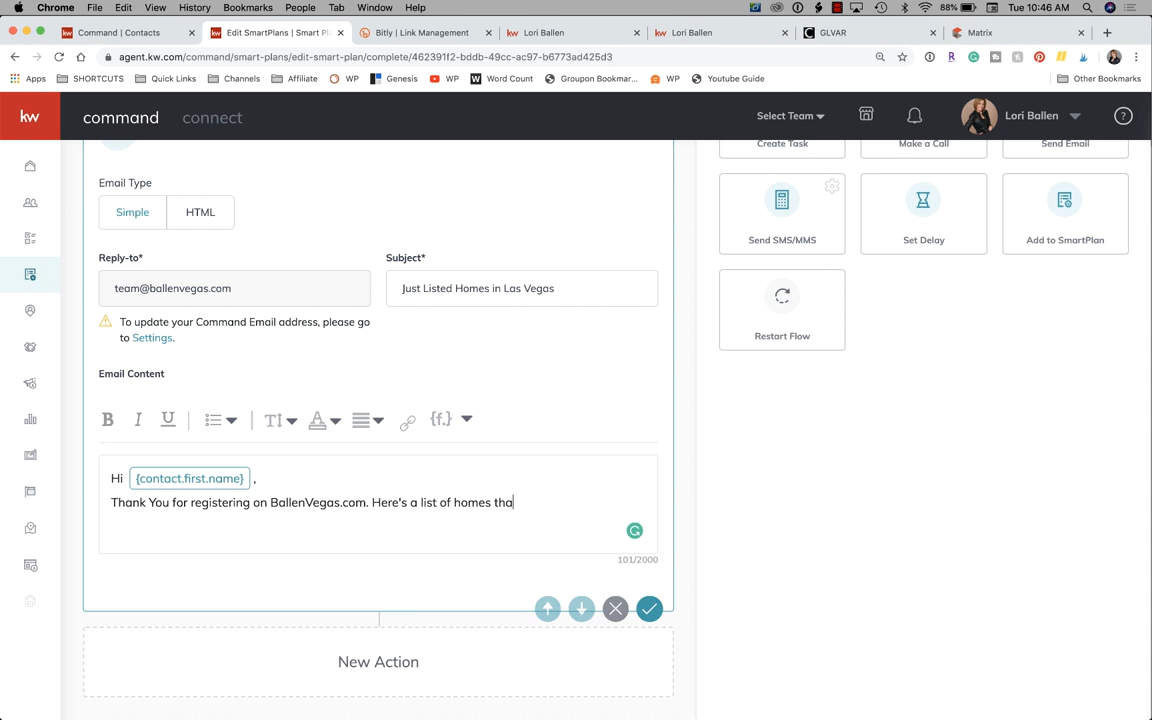 Chrome File Edit View History Bookmarks People Tab Window Help 88% Tue 10:46 AM
Command | Contacts Edit SmartPlans | Smart Pl Bitly | Link Management Lori Ballen Lori Ballen GLVAR Matrix
agent.kw.com/command/smart-plans/edit-smart-plan/complete/462391f2-bddb-49cc-ac97-b6773ad425d3
Apps SHORTCUTS Quick Links Channels Affiliate WP Genesis WP Word Count Groupon Bookmar... WP Youtube Guide Other Bookmarks
kw command connect Select Team Lori Ballen ?
Create Task Make a Call Send Email
Email Type
Simple HTML
Send SMS/MMS Set Delay Add to SmartPlan
Reply-to* Subject*
team@ballenvegas.com Just Listed Homes in Las Vegas
To update your Command Email address, please go
to Settings.
Restart Flow
Email Content
B I U T A {f.}
Hi {contact.first.name} ,
Thank You for registering on BallenVegas.com. Here's a list of homes tha
101/2000
New Action